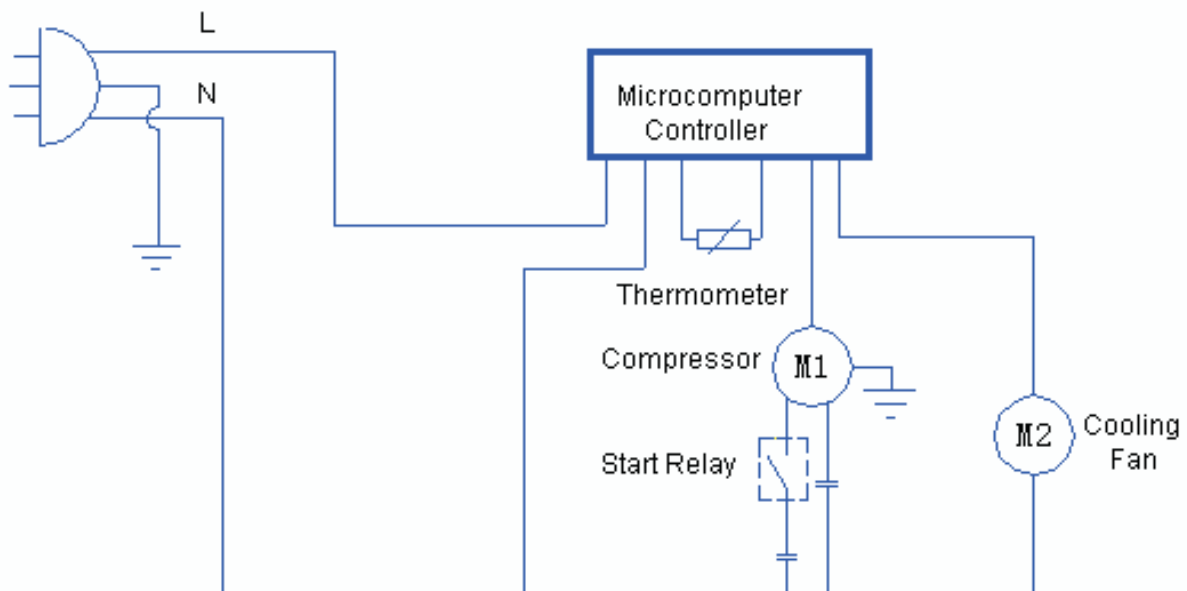 L
N
Microcomputer
Controller
Thermometer
Compressor
M1
Start Relay
M2
Cooling
Fan